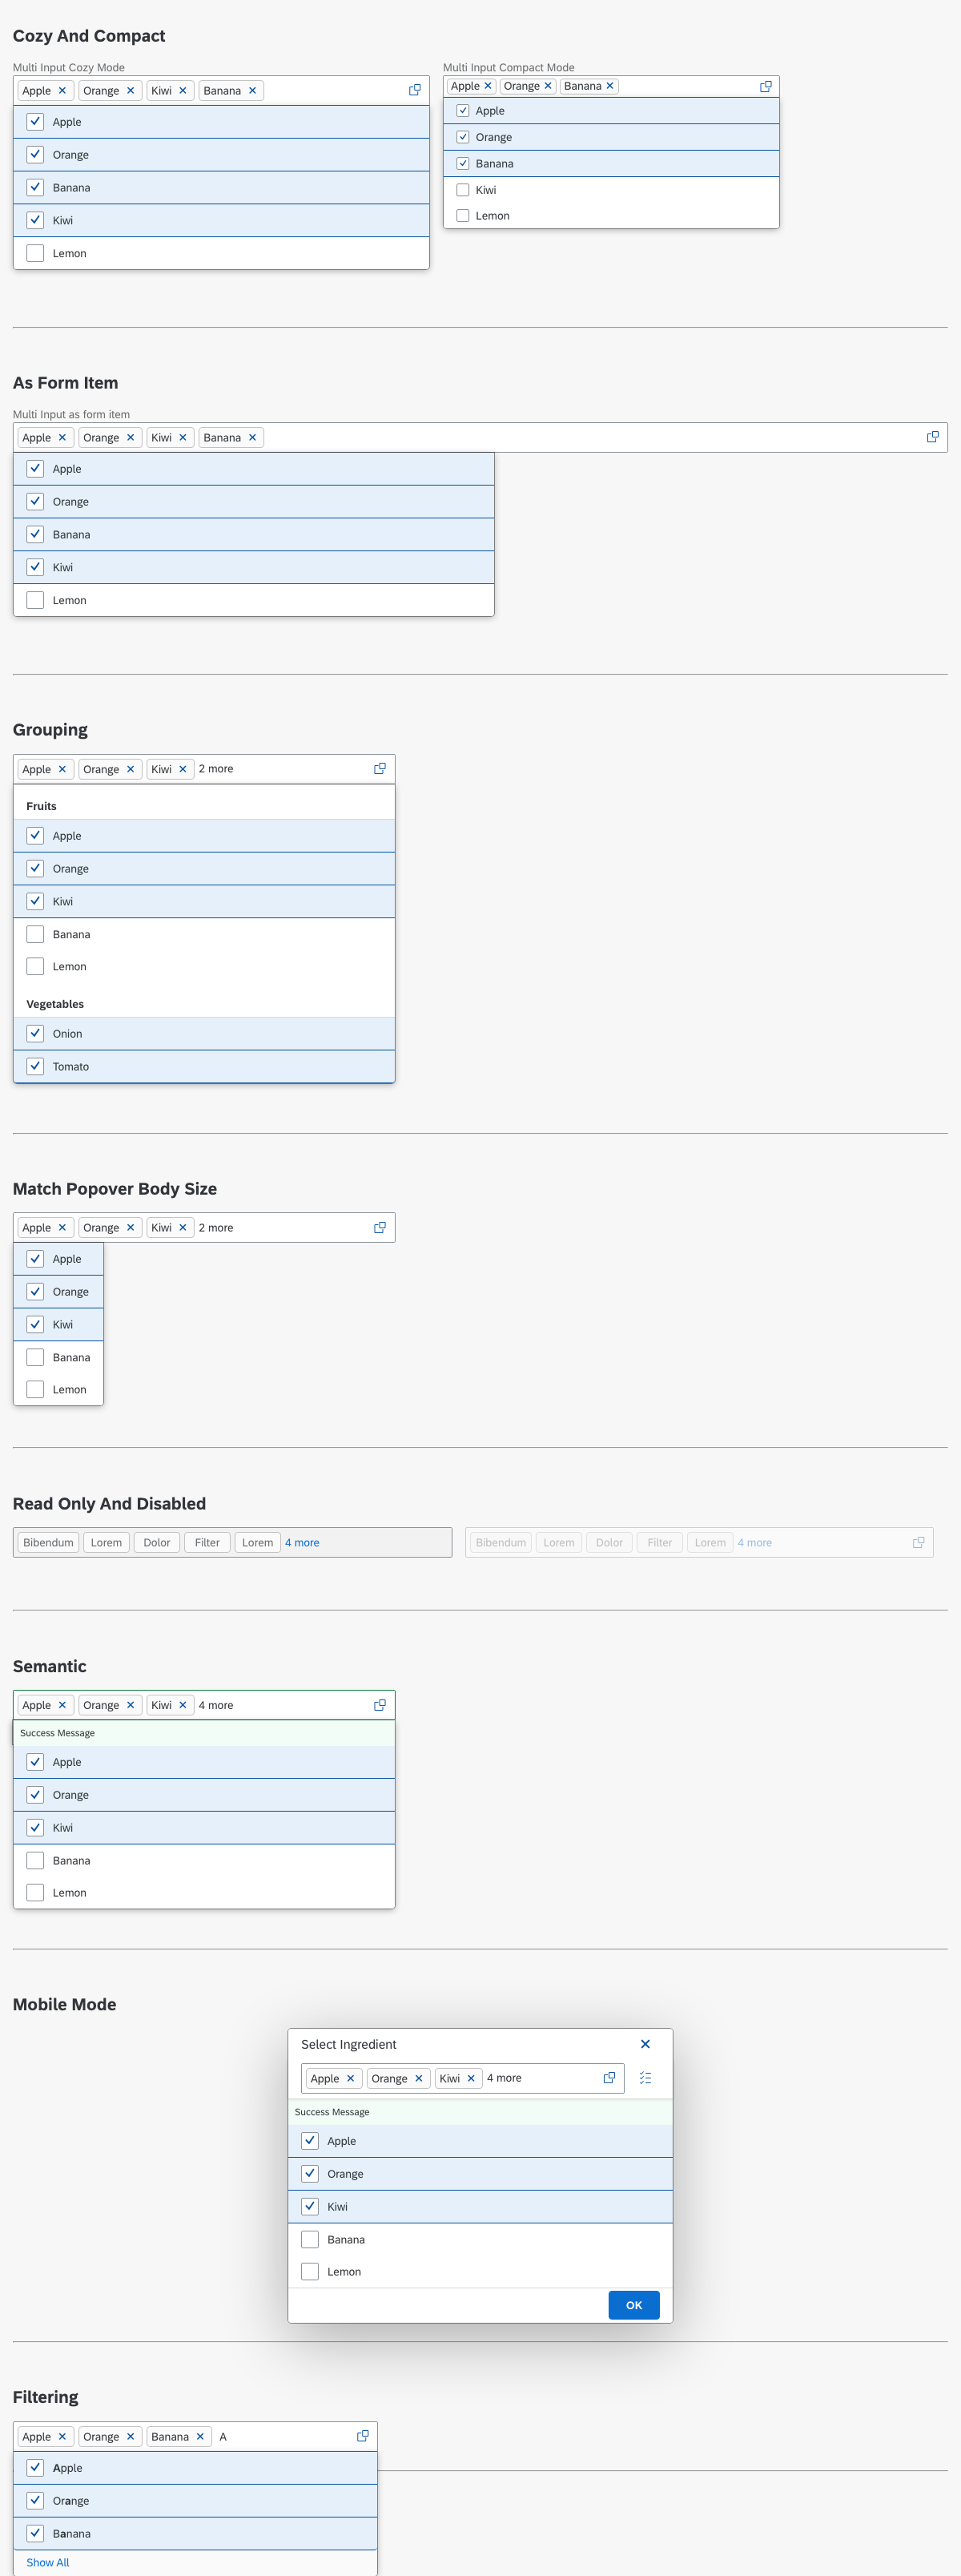 Cozy And Compact
Multi Input Cozy Mode
Apple Orange Kiwi Banana
Apple
Orange
Banana
Kiwi
Lemon
Multi Input Compact Mode
Apple Orange Banana
Apple
Orange
Banana
Kiwi
Lemon
As Form Item
Multi Input as form item
Apple Orange Kiwi Banana
Apple
Orange
Banana
Kiwi
Lemon
Grouping
Apple Orange Kiwi 2 more
Fruits
Apple
Orange
Kiwi
Banana
Lemon
Vegetables
Onion
Tomato
Match Popover Body Size
Apple Orange Kiwi 2 more
Apple
Orange
Kiwi
Banana
Lemon
Read Only And Disabled
Bibendum Lorem Dolor Filter Lorem 4 more
Bibendum Lorem Dolor Filter Lorem 4 more
Semantic
Apple Orange Kiwi 4 more
Success Message
Apple
Orange
Kiwi
Banana
Lemon
Mobile Mode
Select Ingredient
Apple Orange Kiwi 4 more
Success Message
Apple
Orange
Kiwi
Banana
Lemon
OK
Filtering
Apple Orange Banana A
Apple
Orange
Banana
Show All